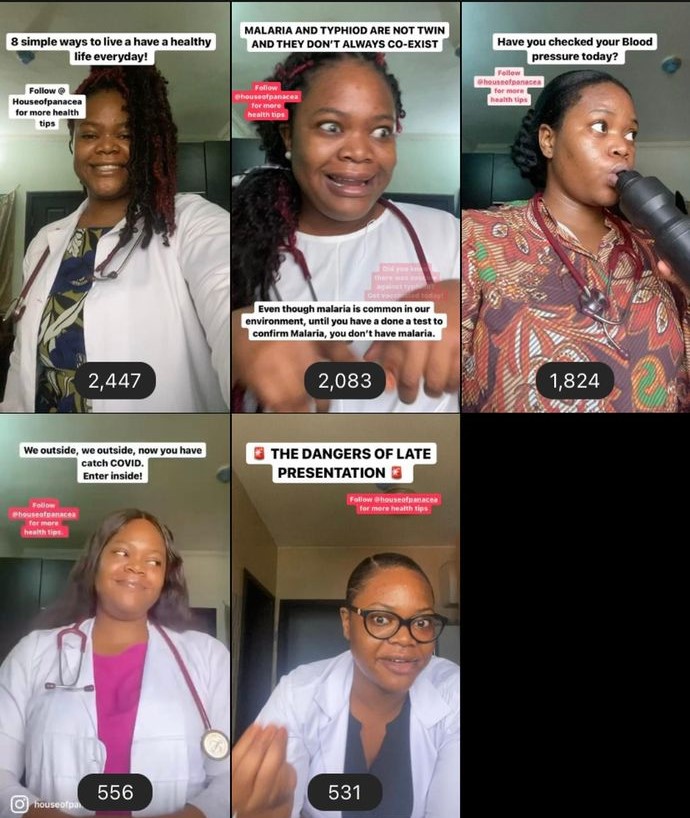 8 simple ways to live a have a healthy
life everyday!
Follow @
Houseofpanacea
for more health
tips
2,447
MALARIA AND TYPHIOD ARE NOT TWIN
AND THEY DON'T ALWAYS CO-EXIST
Follow
@houseofpanacea
for more
health tips
Did you know
there was
against
Got vaccinated today!
Even though malaria is common in our
environment, until you have a done a test to
confirm Malaria, you don't have malaria.
2,083
Have you checked your Blood
pressure today?
Follow
@houseofpanacea
for more
health tips
1,824
We outside, we outside, now you have
catch COVID.
Enter inside!
Follow
@houseofpanacea
for more
health tips.
houseofpa
556
🚨 THE DANGERS OF LATE
PRESENTATION 🚨
Follow @houseofpanacea
for more health tips
531